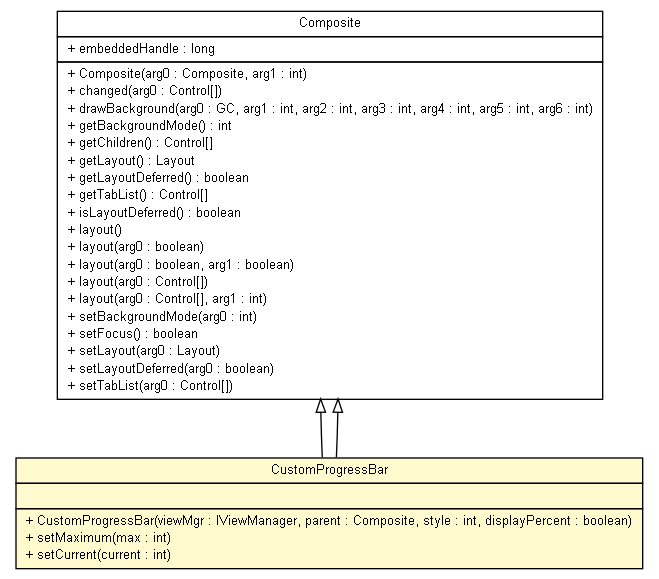 Composite
+ embeddedHandle : long
+ Composite(arg0 : Composite, arg1 : int)
+ changed(arg0 : Control[])
+ drawBackground(arg0 : GC, arg1 : int, arg2 : int, arg3 : int, arg4 : int, arg5 : int, arg6 : int)
+ getBackgroundMode() : int
+ getChildren() : Control[]
+ getLayout() : Layout
+ getLayoutDeferred() : boolean
+ getTabList() : Control[]
+ isLayoutDeferred() : boolean
+ layout()
+ layout(arg0 : boolean)
+ layout(arg0 : boolean, arg1 : boolean)
+ layout(arg0 : Control[])
+ layout(arg0 : Control[], arg1 : int)
+ setBackgroundMode(arg0 : int)
+ setFocus() : boolean
+ setLayout(arg0 : Layout)
+ setLayoutDeferred(arg0 : boolean)
+ setTabList(arg0 : Control[])
CustomProgressBar
+ CustomProgressBar(viewMgr : IViewManager, parent : Composite, style : int, displayPercent : boolean)
+ setMaximum(max : int)
+ setCurrent(current : int)